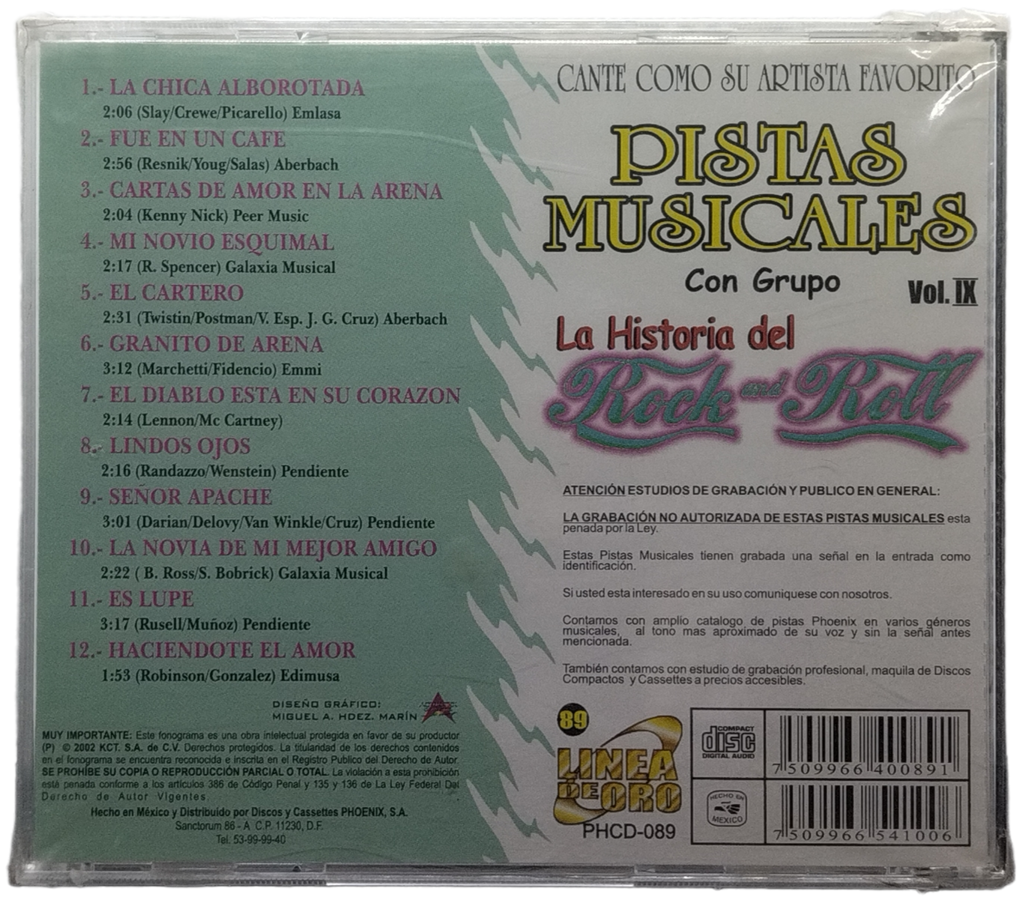 1.- LA CHICA ALBOROTADA
2:06 (Slay/Crewe/Picarello) Emlasa
2.- FUE EN UN CAFE
2:56 (Resnik/Youg/Salas) Aberbach
3.- CARTAS DE AMOR EN LA ARENA
2:04 (Kenny Nick) Peer Music
4.- MI NOVIO ESQUIMAL
2:17 (R. Spencer) Galaxia Musical
5.- EL CARTERO
2:31 (Twistin/Postman/V. Esp. J. G. Cruz) Aberbach
6.- GRANITO DE ARENA
3:12 (Marchetti/Fidencio) Emmi
7.- EL DIABLO ESTA EN SU CORAZON
2:14 (Lennon/Mc Cartney)
8.- LINDOS OJOS
2:16 (Randazzo/Wenstein) Pendiente
9.- SEÑOR APACHE
3:01 (Darian/Delovy/Van Winkle/Cruz) Pendiente
10.- LA NOVIA DE MI MEJOR AMIGO
2:22 ( B. Ross/S. Bobrick) Galaxia Musical
11.- ES LUPE
3:17 (Rusell/Muñoz) Pendiente
12.- HACIENDOTE EL AMOR
1:53 (Robinson/Gonzalez) Edimusa
DISEÑO GRÁFICO:
MIGUEL A. HDEZ. MARÍN
MUY IMPORTANTE: Este fonograma es una obra intelectual protegida en favor de su productor
(P) © 2002 KCT. S.A. de C.V. Derechos protegidos. La titularidad de los derechos contenidos
en el fonograma se encuentra reconocida e inscrita en el Registro Publico del Derecho de Autor.
SE PROHIBE SU COPIA O REPRODUCCIÓN PARCIAL O TOTAL. La violación a esta prohibición
está penada conforme a los artículos 386 de Código Penal y 135 y 136 de La Ley Federal Del
Derecho de Autor Vigentes.
Hecho en México y Distribuido por Discos y Cassettes PHOENIX, S.A.
Sanctorum 86 - A C.P. 11230, D.F.
Tel. 53-99-99-40
CANTE COMO SU ARTISTA FAVORITO
PISTAS
MUSICALES
Con Grupo
Vol. IX
La Historia del
Rock and Roll
ATENCIÓN ESTUDIOS DE GRABACIÓN Y PUBLICO EN GENERAL:
LA GRABACIÓN NO AUTORIZADA DE ESTAS PISTAS MUSICALES esta
penada por la Ley.
Estas Pistas Musicales tienen grabada una señal en la entrada como
identificación.
Si usted esta interesado en su uso comuniquese con nosotros.
Contamos con amplio catalogo de pistas Phoenix en varios géneros
musicales, al tono mas aproximado de su voz y sin la señal antes
mencionada.
También contamos con estudio de grabación profesional, maquila de Discos
Compactos y Cassettes a precios accesibles.
89
LINEA
DE ORO
PHCD-089
COMPACT
disc
DIGITAL AUDIO
HECHO EN
MEXICO
7 509966 400891
7 509966 541006